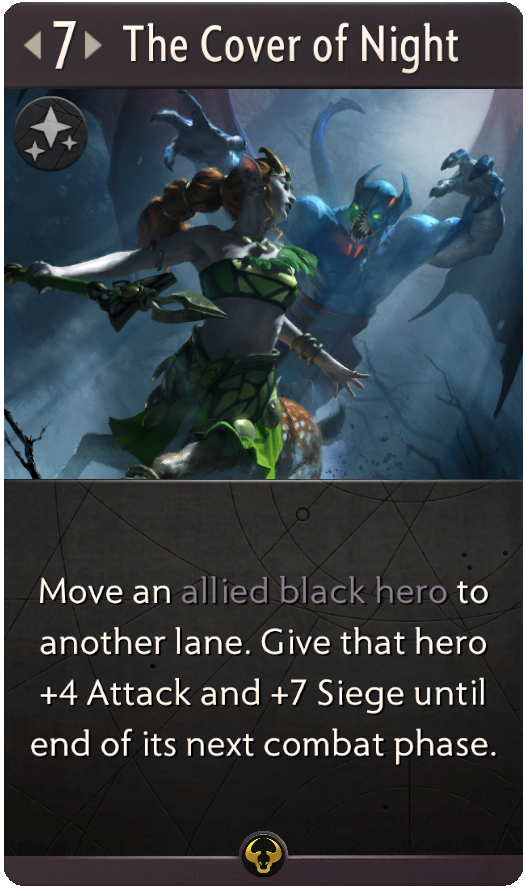 7 The Cover of Night
Move an allied black hero to
another lane. Give that hero
+4 Attack and +7 Siege until
end of its next combat phase.